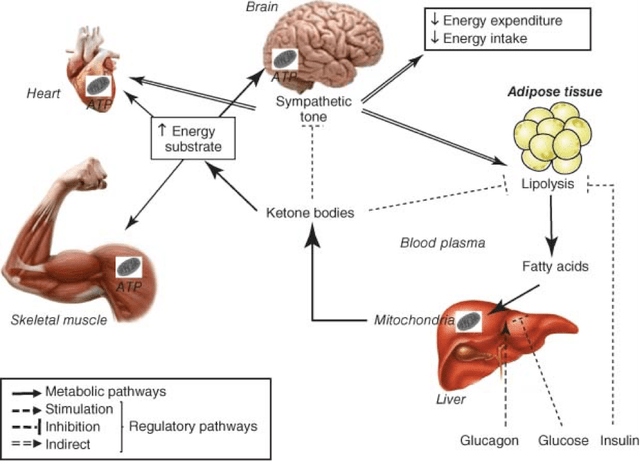 Brain
↓ Energy expenditure
↓ Energy intake
Heart
ATP
ATP
Sympathetic
tone
Adipose tissue
↑ Energy
substrate
Lipolysis
Ketone bodies
Blood plasma
Fatty acids
ATP
Skeletal muscle
Mitochondria
Liver
Metabolic pathways
Stimulation
Inhibition
Indirect
Regulatory pathways
Glucagon
Glucose
Insulin